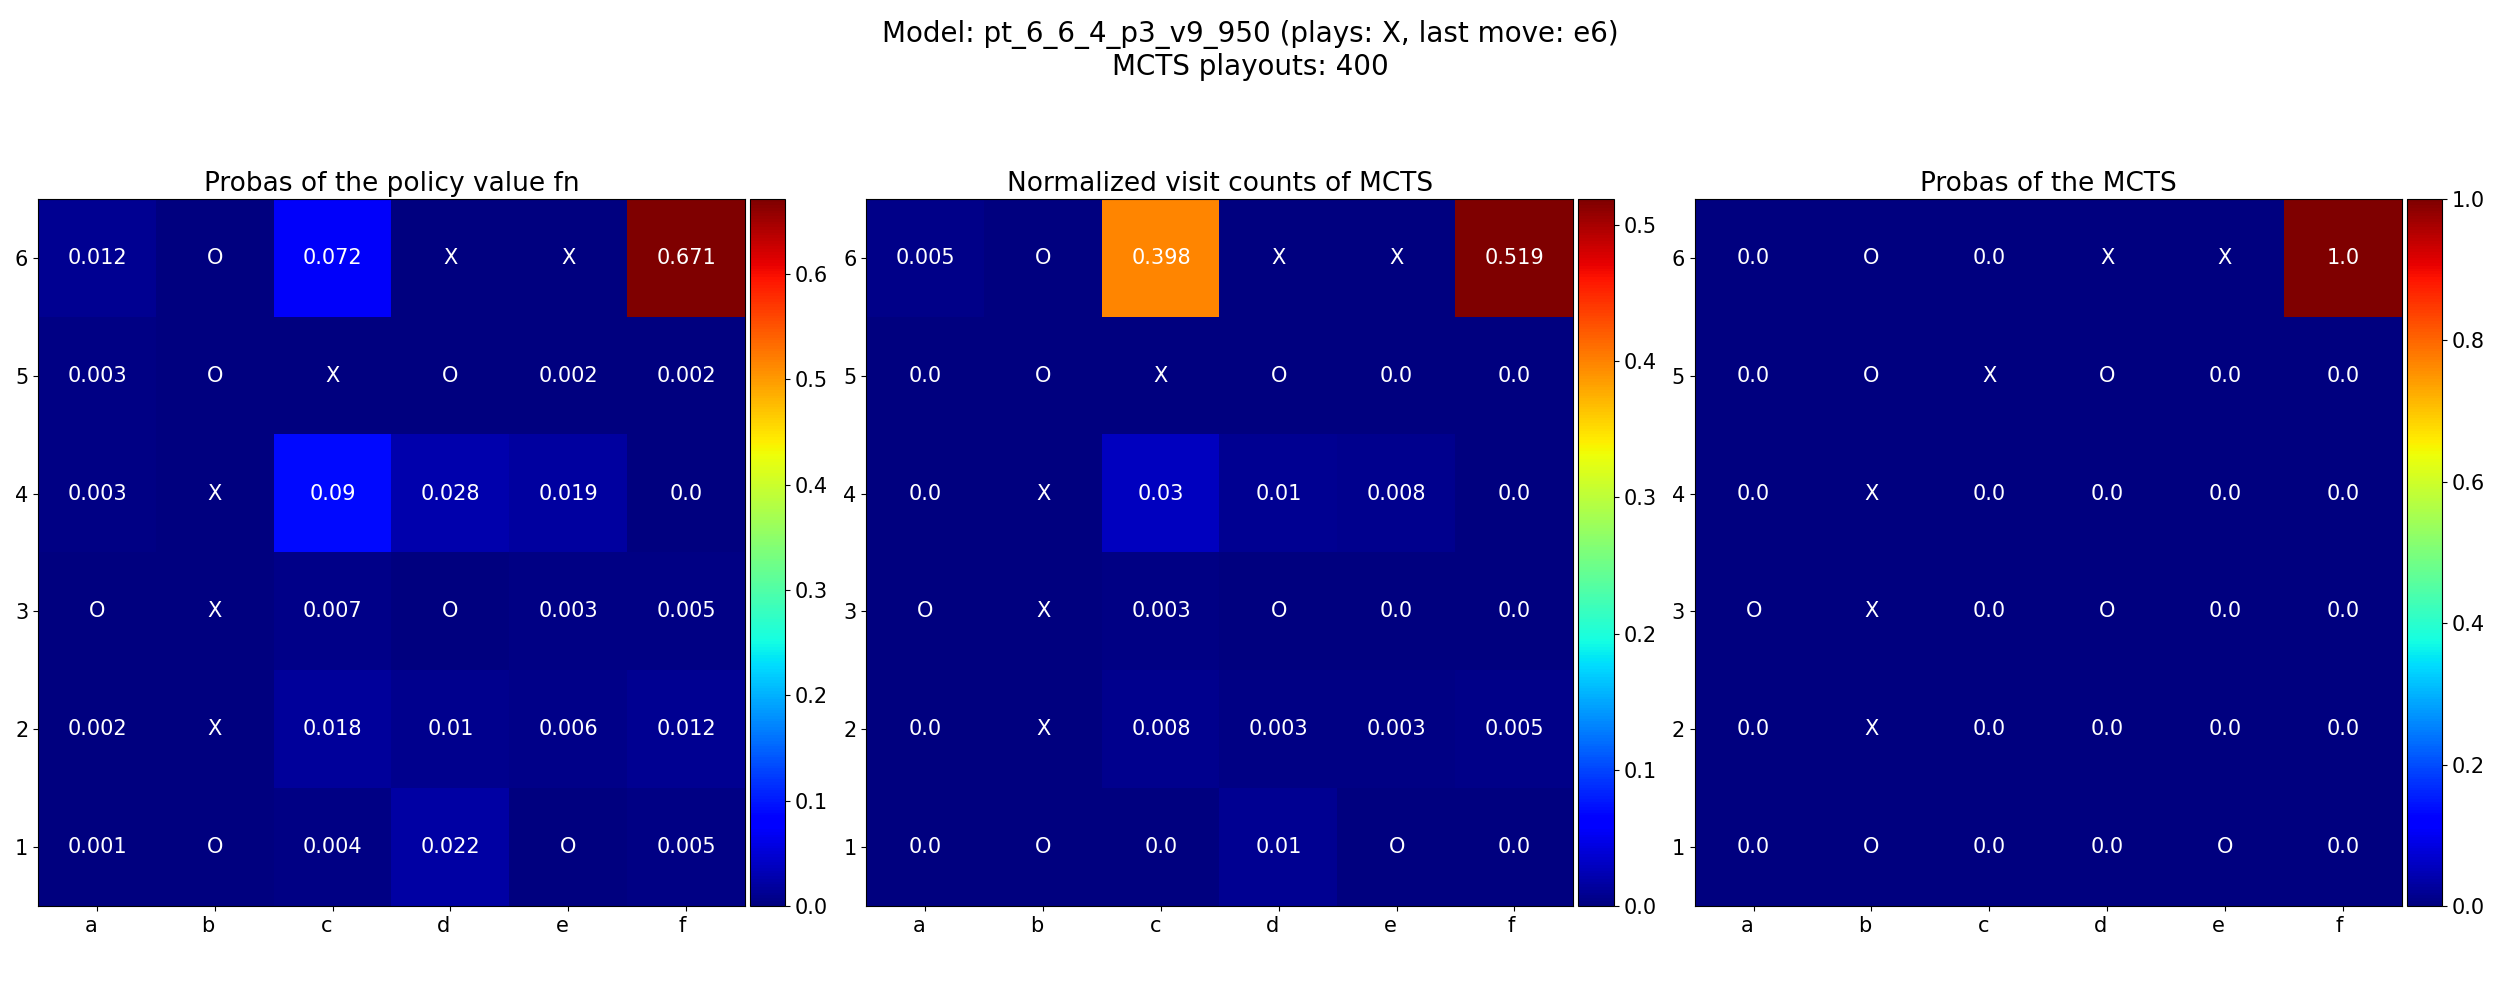 Model: pt_6_6_4_p3_v9_950 (plays: X, last move: e6)
MCTS playouts: 400
Probas of the policy value fn
6 0.012 O 0.072 X X 0.671
5 0.003 O X O 0.002 0.002
4 0.003 X 0.09 0.028 0.019 0.0
3 O X 0.007 O 0.003 0.005
2 0.002 X 0.018 0.01 0.006 0.012
1 0.001 O 0.004 0.022 O 0.005
a b c d e f
0.6
0.5
0.4
0.3
0.2
0.1
0.0
Normalized visit counts of MCTS
6 0.005 O 0.398 X X 0.519
5 0.0 O X O 0.0 0.0
4 0.0 X 0.03 0.01 0.008 0.0
3 O X 0.003 O 0.0 0.0
2 0.0 X 0.008 0.003 0.003 0.005
1 0.0 O 0.0 0.01 O 0.0
a b c d e f
0.5
0.4
0.3
0.2
0.1
0.0
Probas of the MCTS
6 0.0 O 0.0 X X 1.0
5 0.0 O X O 0.0 0.0
4 0.0 X 0.0 0.0 0.0 0.0
3 O X 0.0 O 0.0 0.0
2 0.0 X 0.0 0.0 0.0 0.0
1 0.0 O 0.0 0.0 O 0.0
a b c d e f
1.0
0.8
0.6
0.4
0.2
0.0